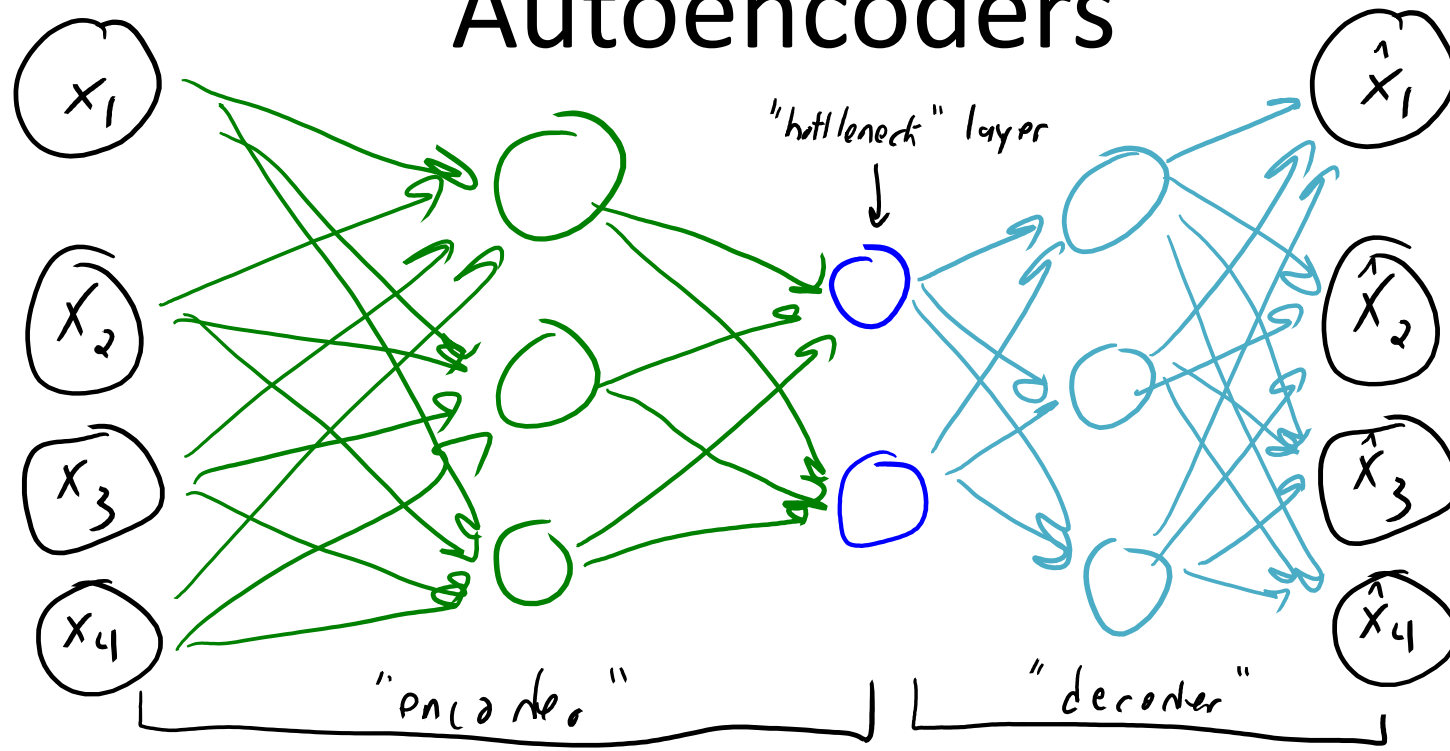 Autoencoders
"bottleneck" layer
x₁
x₂
x₃
x₄
x̂₁
x̂₂
x̂₃
x̂₄
"encoder"
"decoder"